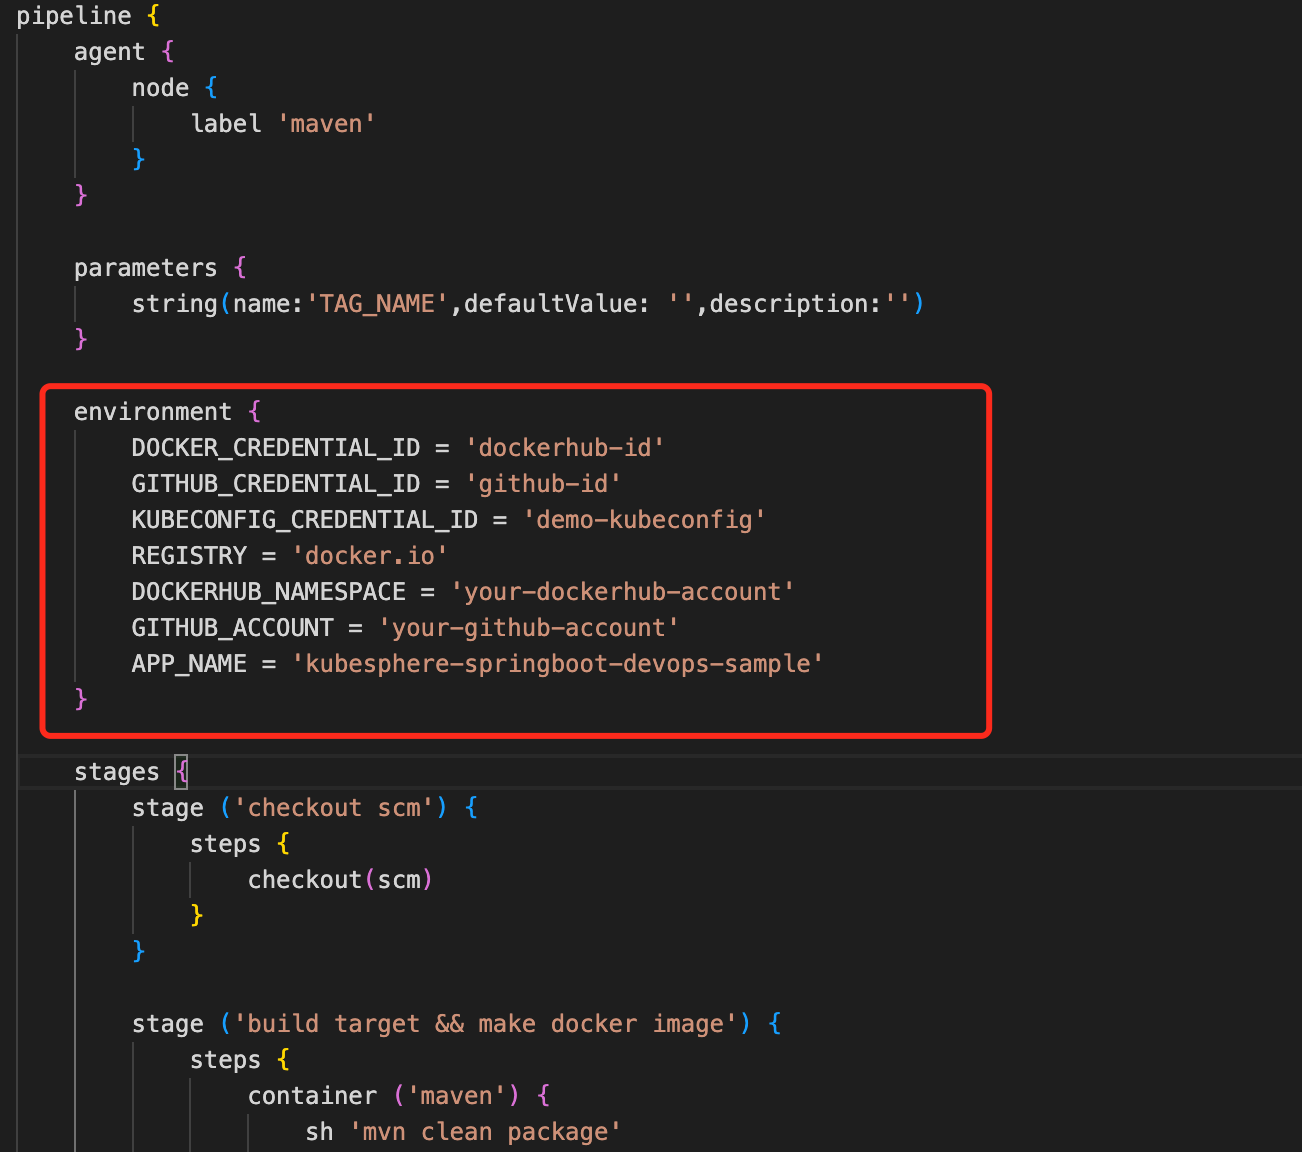 pipeline {
    agent {
        node {
            label 'maven'
        }
    }

    parameters {
        string(name:'TAG_NAME',defaultValue: '',description:'')
    }

    environment {
        DOCKER_CREDENTIAL_ID = 'dockerhub-id'
        GITHUB_CREDENTIAL_ID = 'github-id'
        KUBECONFIG_CREDENTIAL_ID = 'demo-kubeconfig'
        REGISTRY = 'docker.io'
        DOCKERHUB_NAMESPACE = 'your-dockerhub-account'
        GITHUB_ACCOUNT = 'your-github-account'
        APP_NAME = 'kubesphere-springboot-devops-sample'
    }

    stages {
        stage ('checkout scm') {
            steps {
                checkout(scm)
            }
        }

        stage ('build target && make docker image') {
            steps {
                container ('maven') {
                    sh 'mvn clean package'